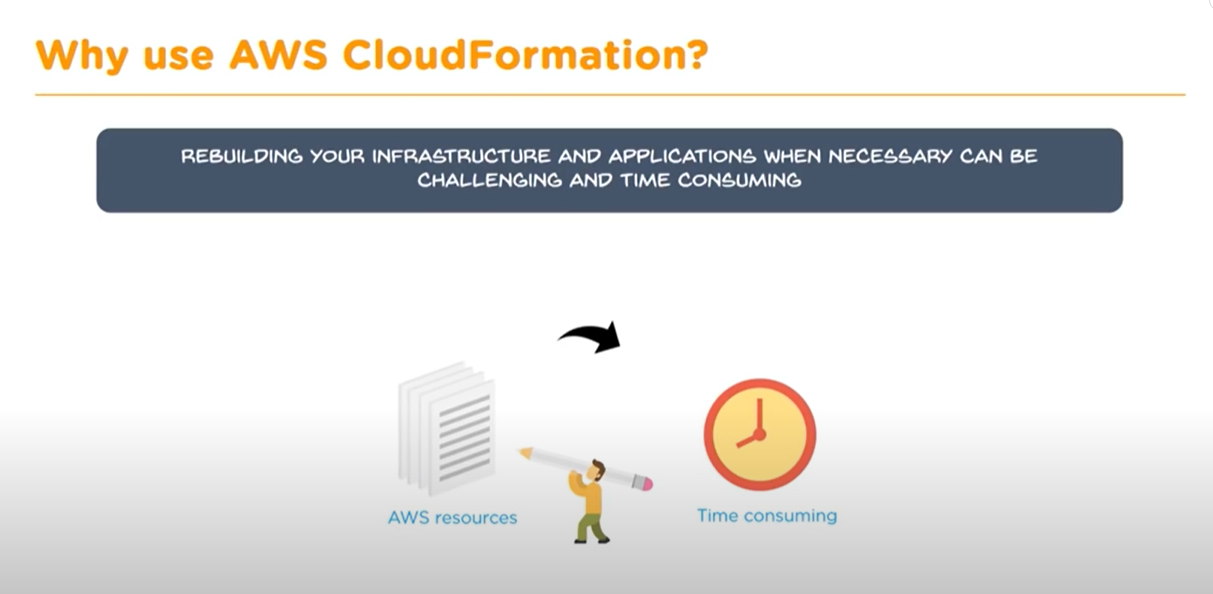 Why use AWS CloudFormation?
REBUILDING YOUR INFRASTRUCTURE AND APPLICATIONS WHEN NECESSARY CAN BE
CHALLENGING AND TIME CONSUMING
AWS resources
Time consuming